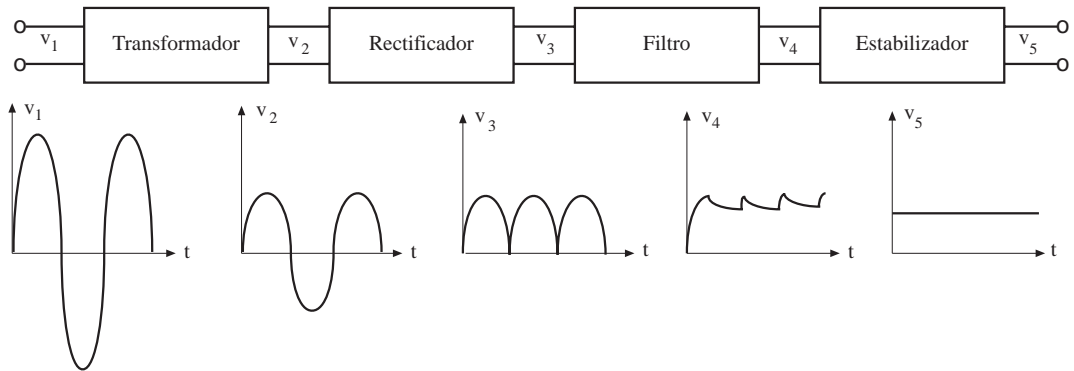 v1 Transformador v2 Rectificador v3 Filtro v4 Estabilizador v5
v1 v2 v3 v4 v5
t t t t t